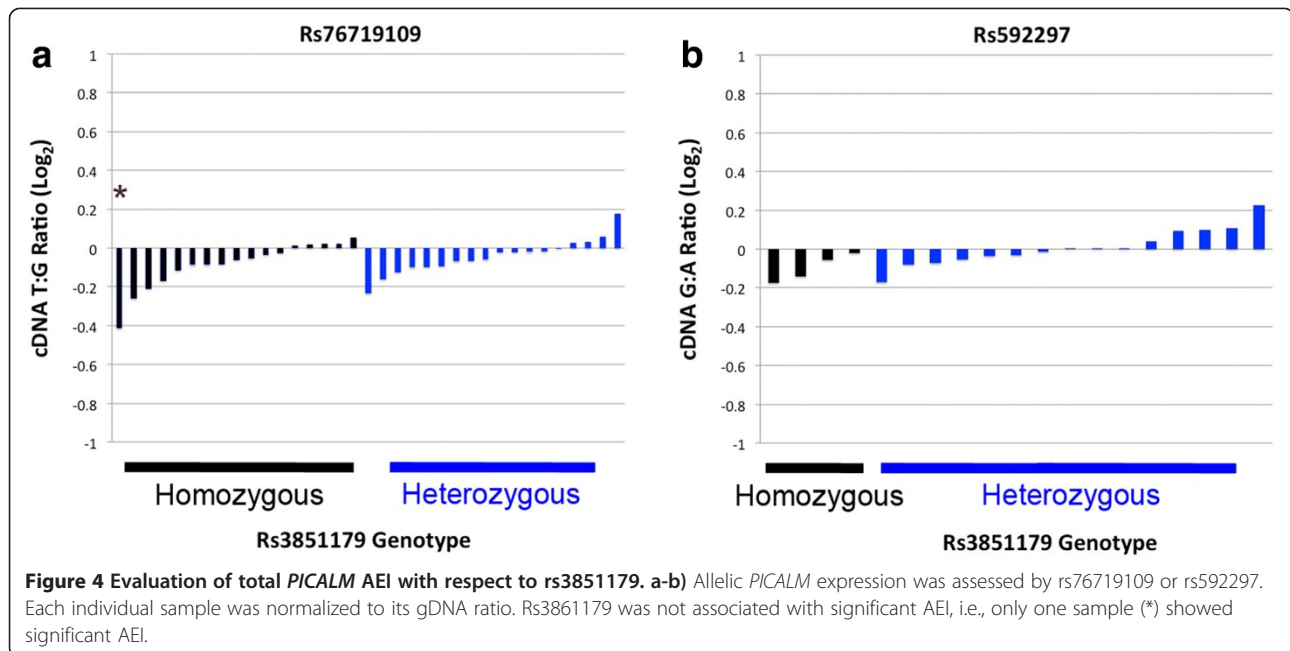 a
Rs76719109
1
0.8
0.6
0.4
0.2
0
-0.2
-0.4
-0.6
-0.8
-1
cDNA T:G Ratio (Log2)
*
Homozygous
Heterozygous
Rs3851179 Genotype
b
Rs592297
1
0.8
0.6
0.4
0.2
0
-0.2
-0.4
-0.6
-0.8
-1
cDNA G:A Ratio (Log2)
Homozygous
Heterozygous
Rs3851179 Genotype
Figure 4 Evaluation of total PICALM AEI with respect to rs3851179. a-b) Allelic PICALM expression was assessed by rs76719109 or rs592297.
Each individual sample was normalized to its gDNA ratio. Rs3861179 was not associated with significant AEI, i.e., only one sample (*) showed
significant AEI.